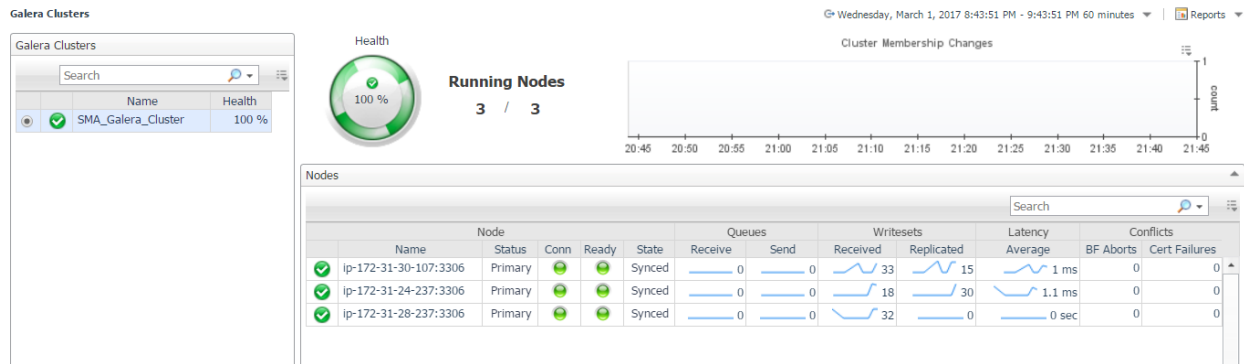 Galera Clusters
Wednesday, March 1, 2017 8:43:51 PM - 9:43:51 PM 60 minutes Reports
Galera Clusters
Search
Name Health
SMA_Galera_Cluster 100 %
Health
100 %
Running Nodes
3 / 3
Cluster Membership Changes
1
count
0
20:45 20:50 20:55 21:00 21:05 21:10 21:15 21:20 21:25 21:30 21:35 21:40 21:45
Nodes
Search
Node Queues Writesets Latency Conflicts
Name Status Conn Ready State Receive Send Received Replicated Average BF Aborts Cert Failures
ip-172-31-30-107:3306 Primary Synced 0 0 33 15 1 ms 0 0
ip-172-31-24-237:3306 Primary Synced 0 0 18 30 1.1 ms 0 0
ip-172-31-28-237:3306 Primary Synced 0 0 32 0 0 sec 0 0